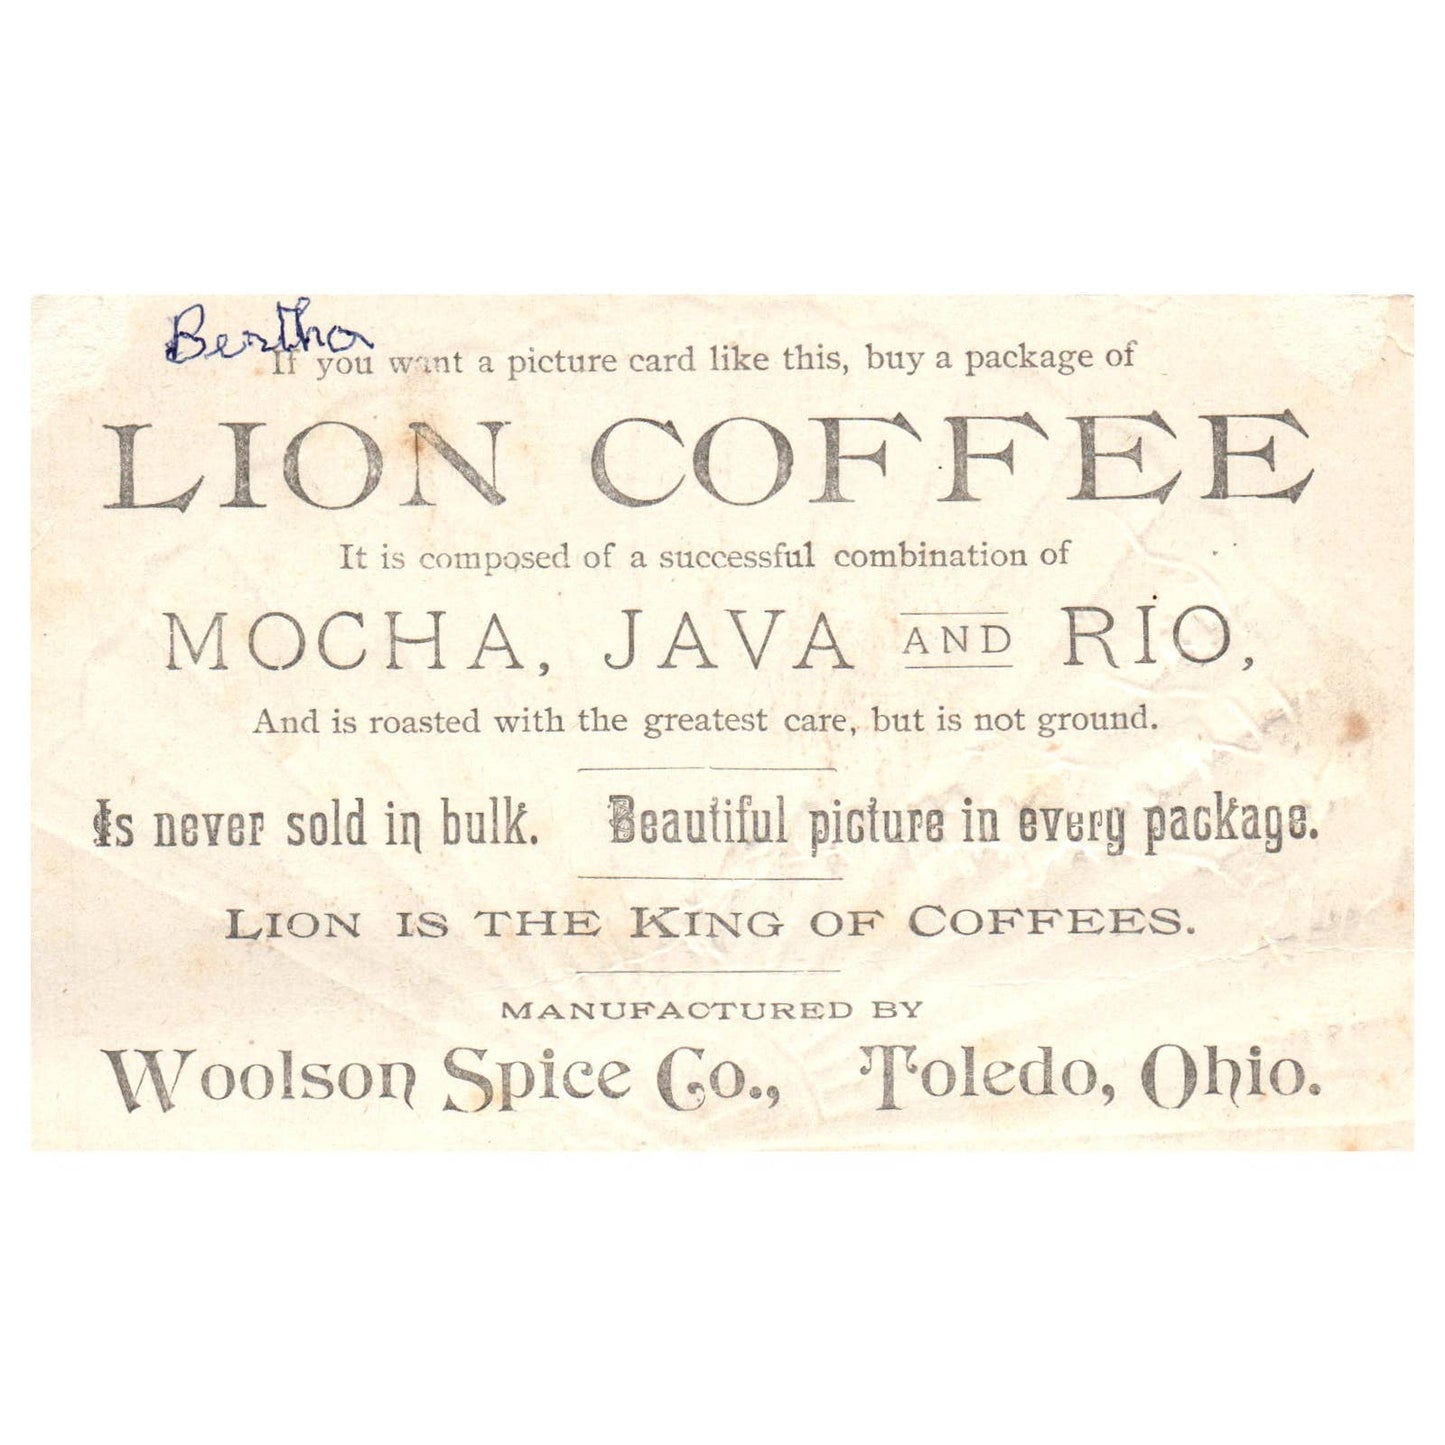 Bertha
If you want a picture card like this, buy a package of
LION COFFEE
It is composed of a successful combination of
MOCHA, JAVA AND RIO,
And is roasted with the greatest care, but is not ground.
Is never sold in bulk. Beautiful picture in every package.
LION IS THE KING OF COFFEES.
MANUFACTURED BY
Woolson Spice Co., Toledo, Ohio.